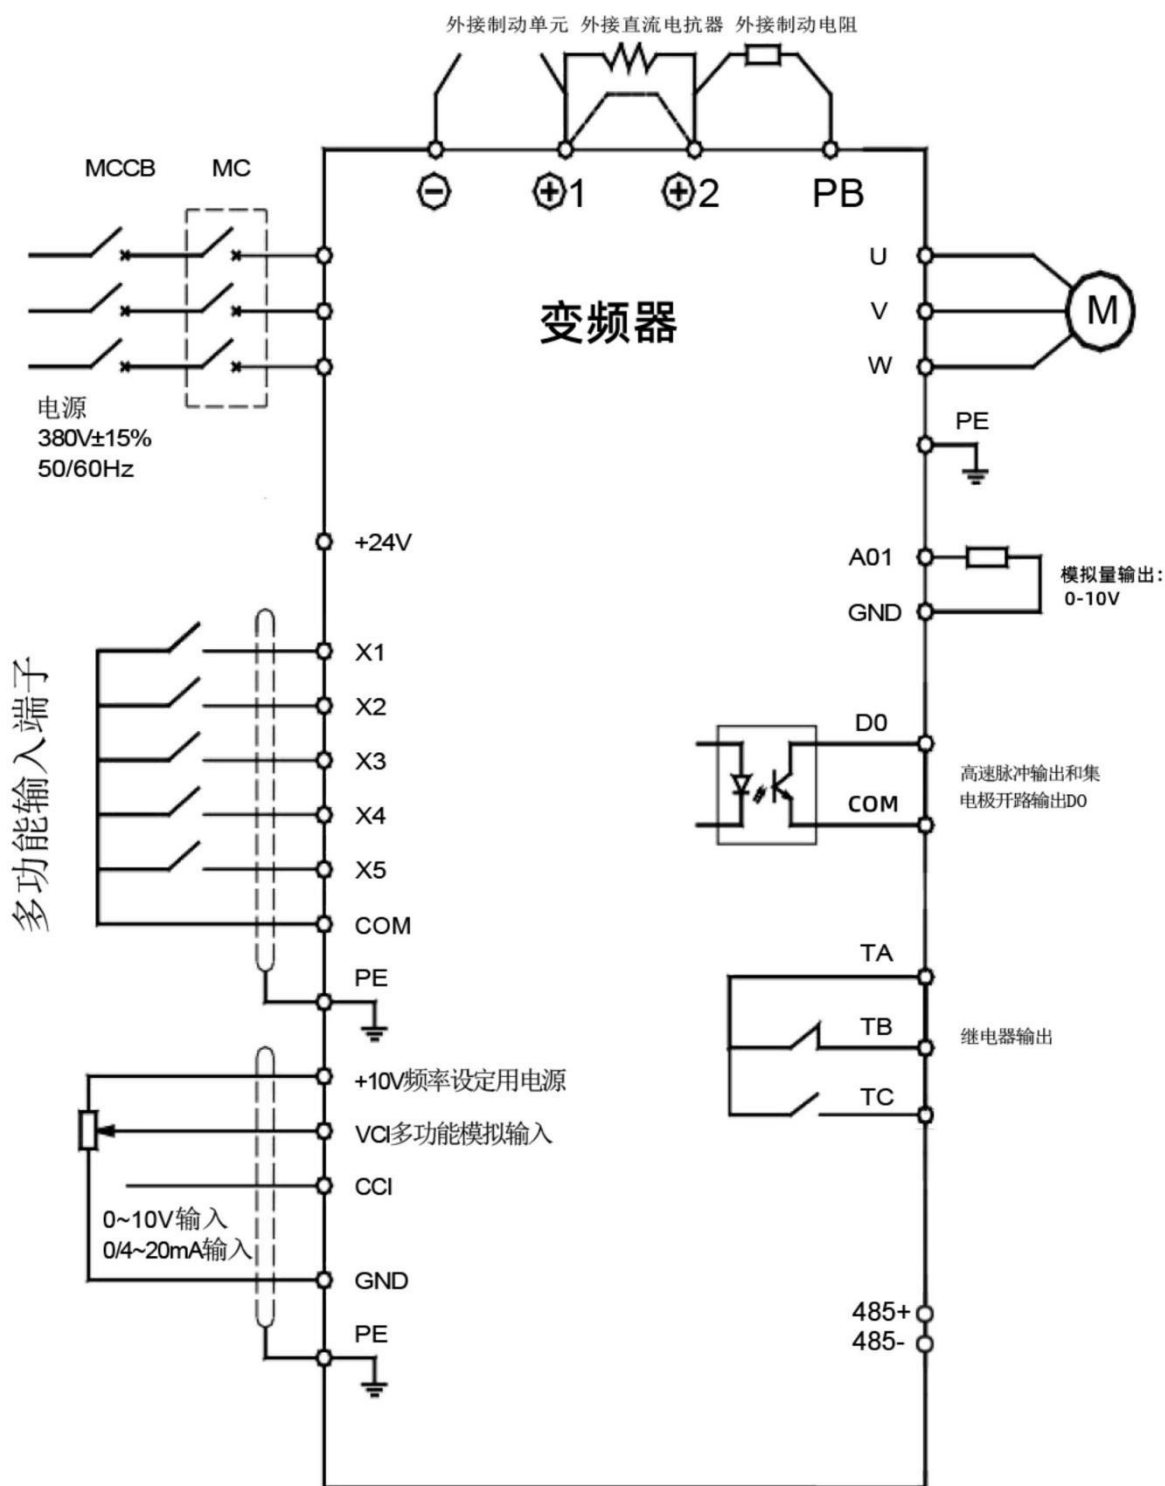 外接制动单元 外接直流电抗器 外接制动电阻
MCCB MC
⊖ ⊕1 ⊕2 PB
变频器
U
V
W
M
PE
电源
380V±15%
50/60Hz
+24V
多功能输入端子
X1
X2
X3
X4
X5
COM
PE
+10V频率设定用电源
VCI多功能模拟输入
CCI
0~10V输入
0/4~20mA输入
GND
PE
A01
GND
模拟量输出:
0-10V
D0
COM
高速脉冲输出和集
电极开路输出DO
TA
TB
TC
继电器输出
485+
485-